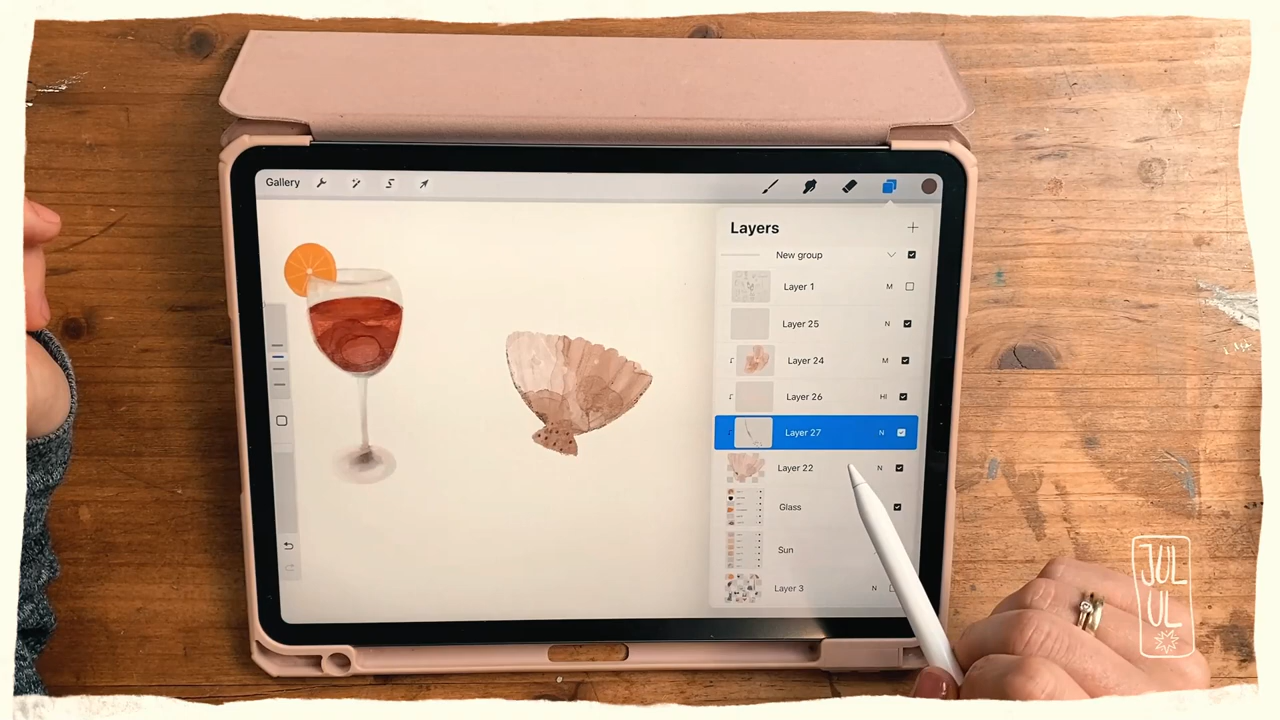 Gallery
Layers
New group
Layer 1 M
Layer 25 N
Layer 24 M
Layer 26 HI
Layer 27 N
Layer 22 N
Glass
Sun
Layer 3 N
JUL
UL